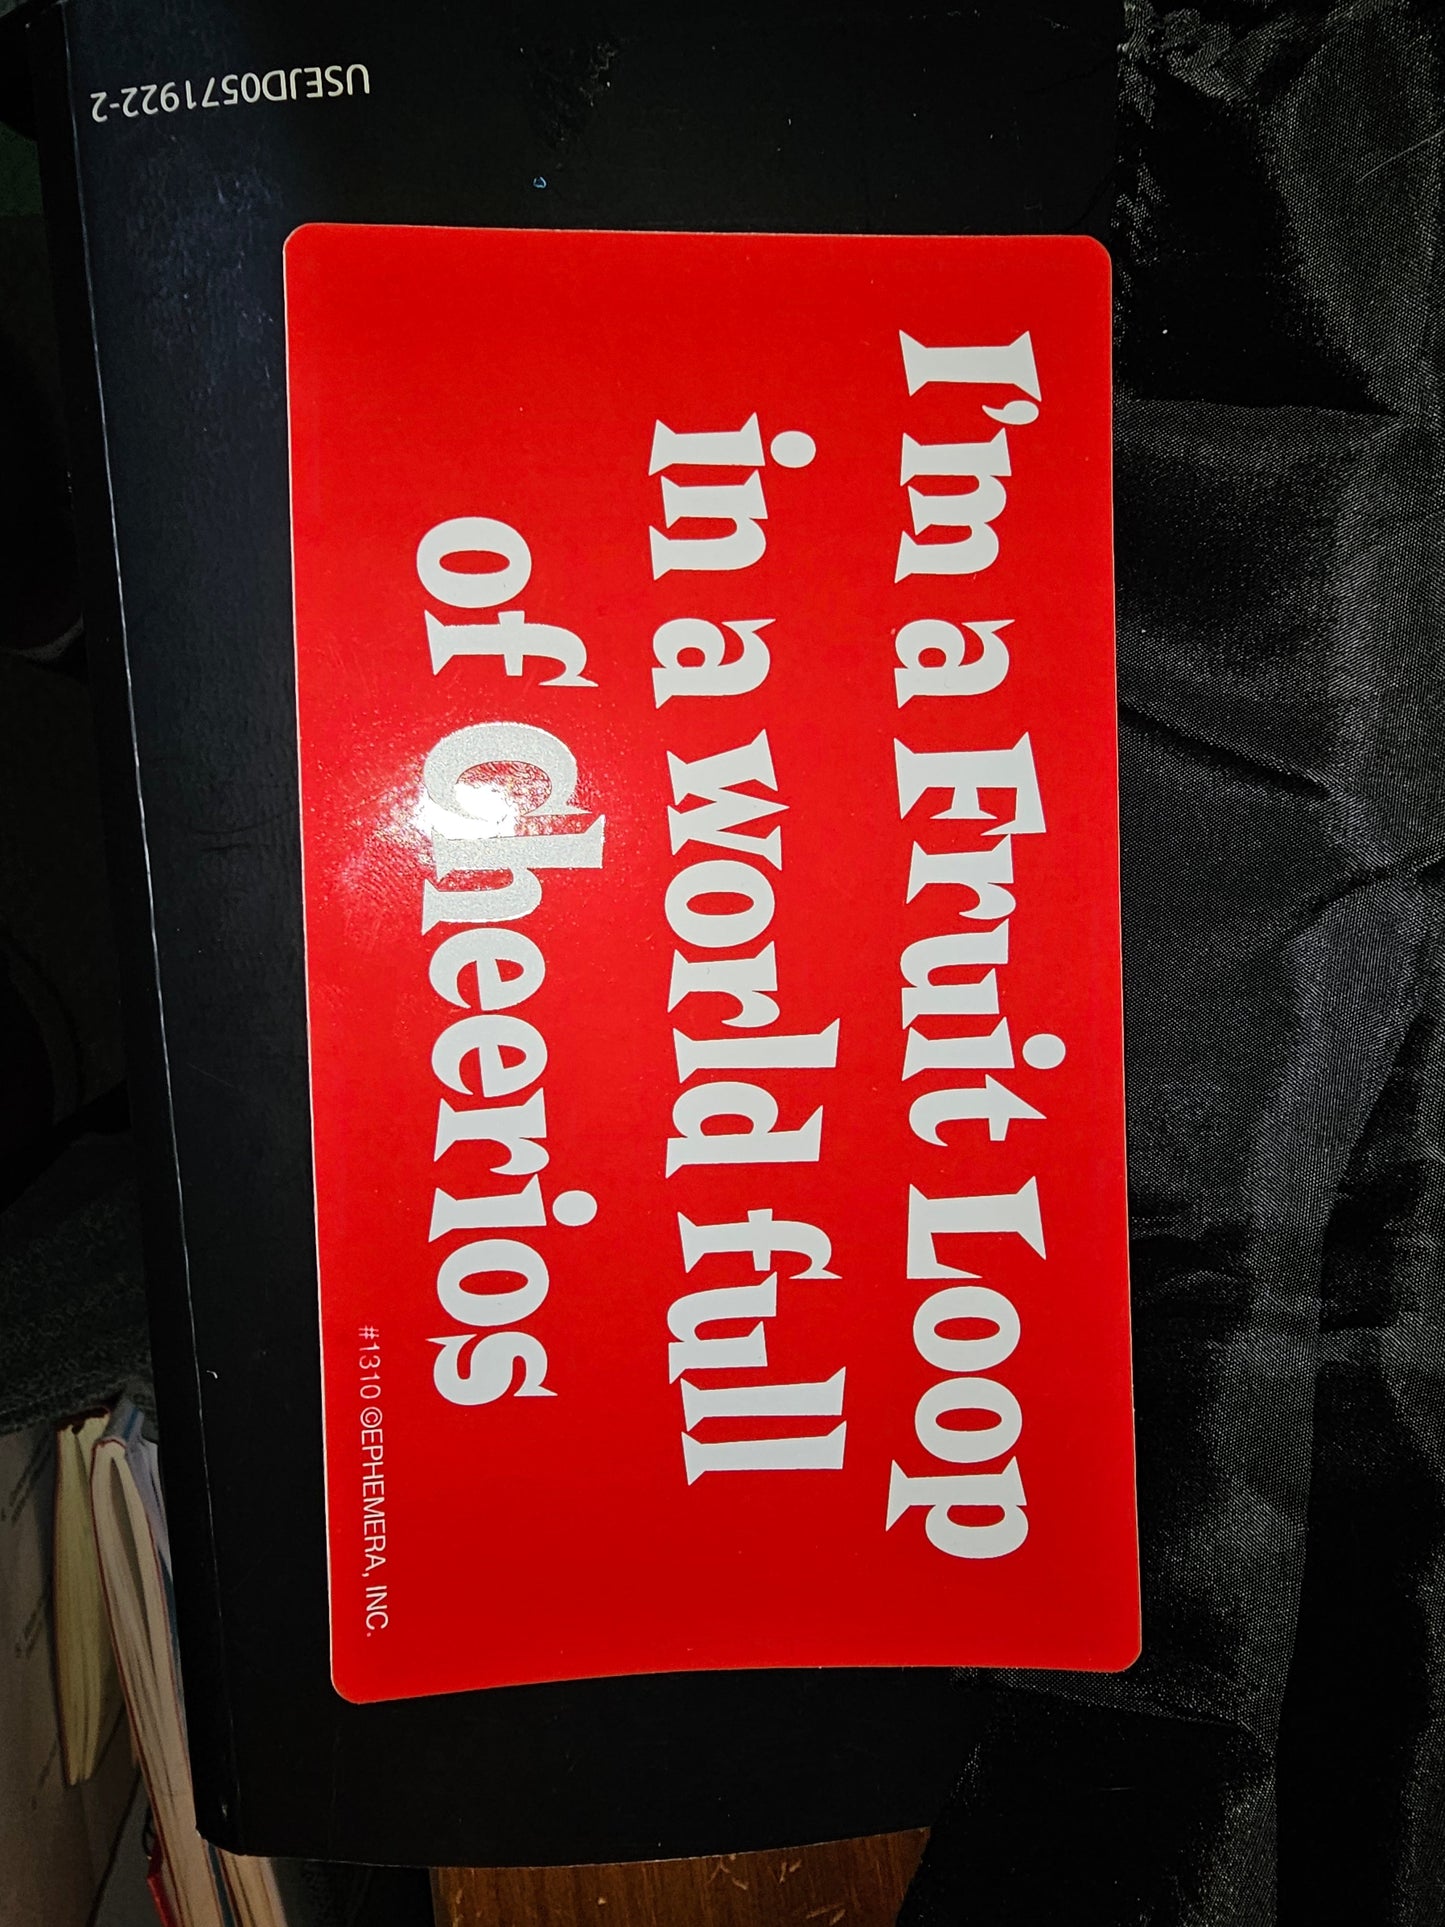 I'm a Fruit Loop
in a world full
of Cheerios
#1310 ©EPHEMERA, INC.
USEJD0571922-2